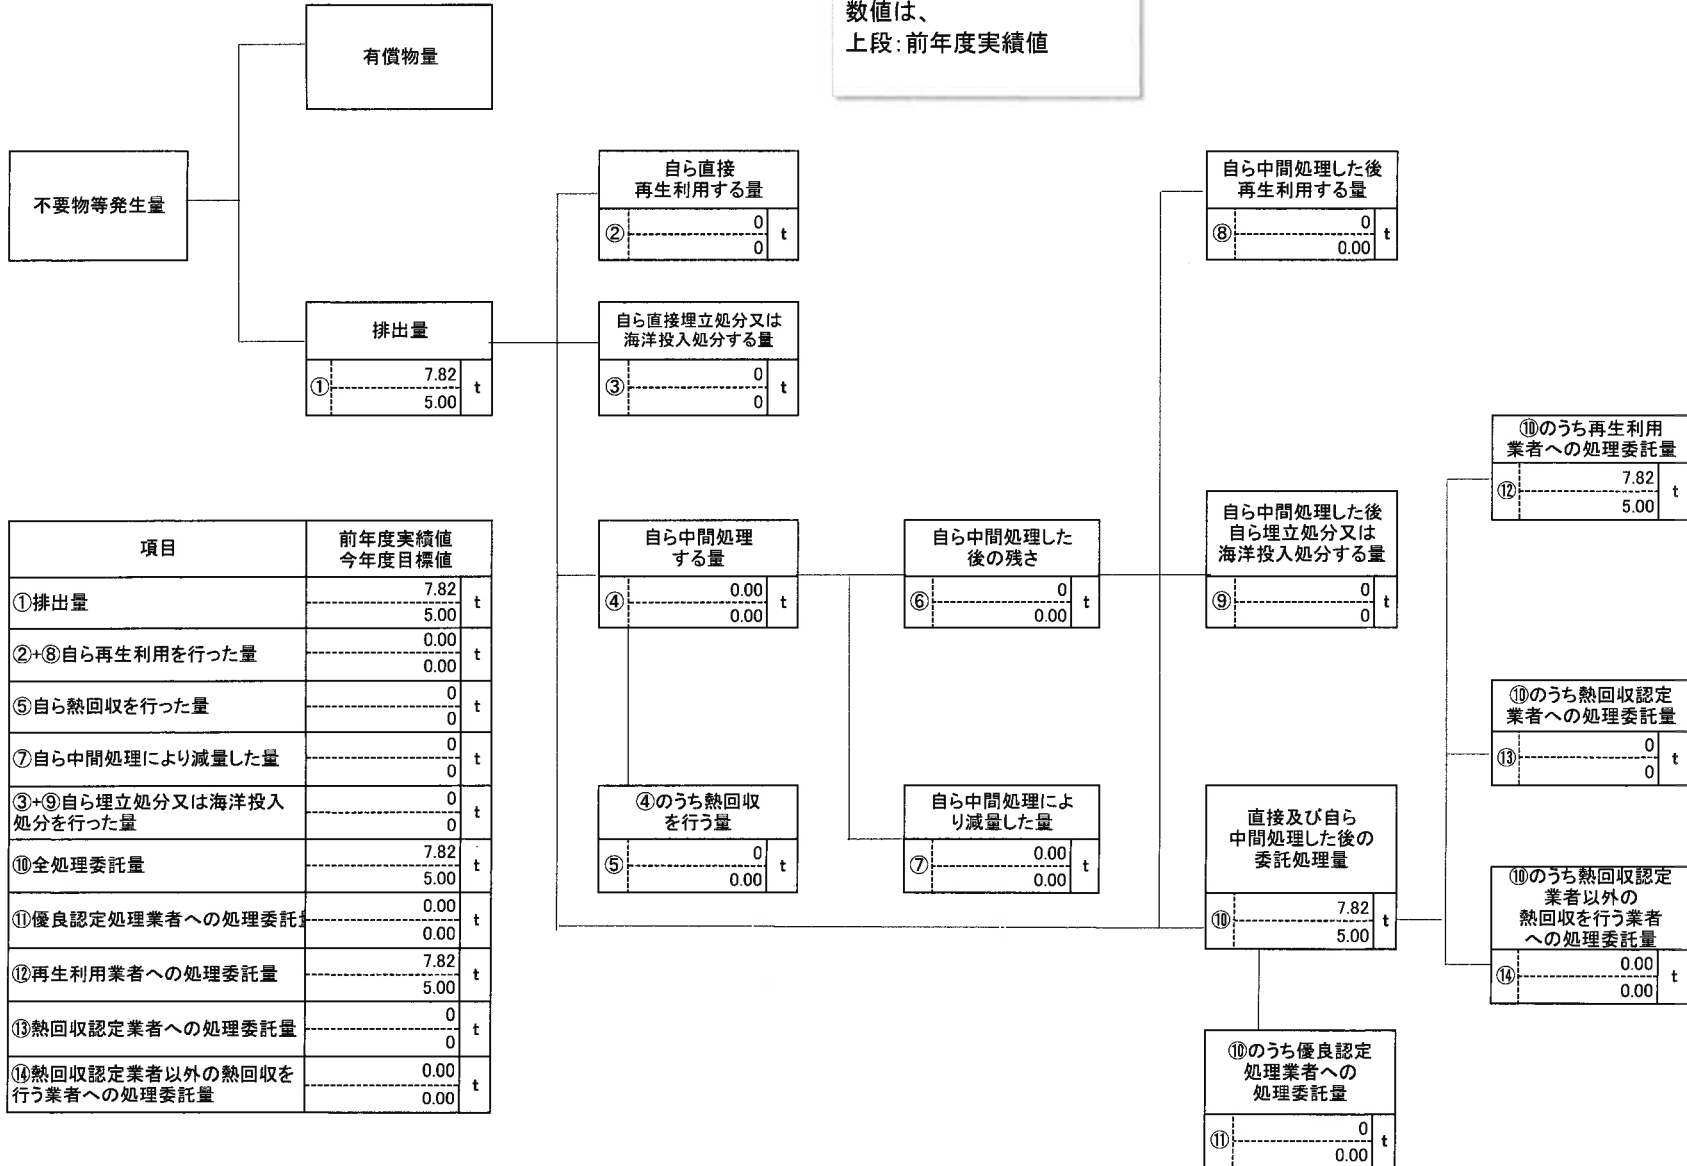 数値は、
上段:前年度実績値
有償物量
不要物等発生量
排出量
① 7.82 t
5.00
自ら直接
再生利用する量
② 0 t
0
自ら直接埋立処分又は
海洋投入処分する量
③ 0 t
0
自ら中間処理
する量
④ 0.00 t
0.00
④のうち熱回収
を行う量
⑤ 0 t
0.00
自ら中間処理した
後の残さ
⑥ 0 t
0.00
自ら中間処理によ
り減量した量
⑦ 0.00 t
0.00
自ら中間処理した後
再生利用する量
⑧ 0 t
0.00
自ら中間処理した後
自ら埋立処分又は
海洋投入処分する量
⑨ 0 t
0
直接及び自ら
中間処理した後の
委託処理量
⑩ 7.82 t
5.00
⑩のうち優良認定
処理業者への
処理委託量
⑪ 0 t
0.00
⑩のうち再生利用
業者への処理委託量
⑫ 7.82 t
5.00
⑩のうち熱回収認定
業者への処理委託量
⑬ 0 t
0
⑩のうち熱回収認定
業者以外の
熱回収を行う業者
への処理委託量
⑭ 0.00 t
0.00
項目 前年度実績値
今年度目標値
①排出量 7.82 t
5.00
②+⑧自ら再生利用を行った量 0.00 t
0.00
⑤自ら熱回収を行った量 0 t
0
⑦自ら中間処理により減量した量 0 t
0
③+⑨自ら埋立処分又は海洋投入
処分を行った量 0 t
0
⑩全処理委託量 7.82 t
5.00
⑪優良認定処理業者への処理委託 0.00 t
0.00
⑫再生利用業者への処理委託量 7.82 t
5.00
⑬熱回収認定業者への処理委託量 0 t
0
⑭熱回収認定業者以外の熱回収を
行う業者への処理委託量 0.00 t
0.00